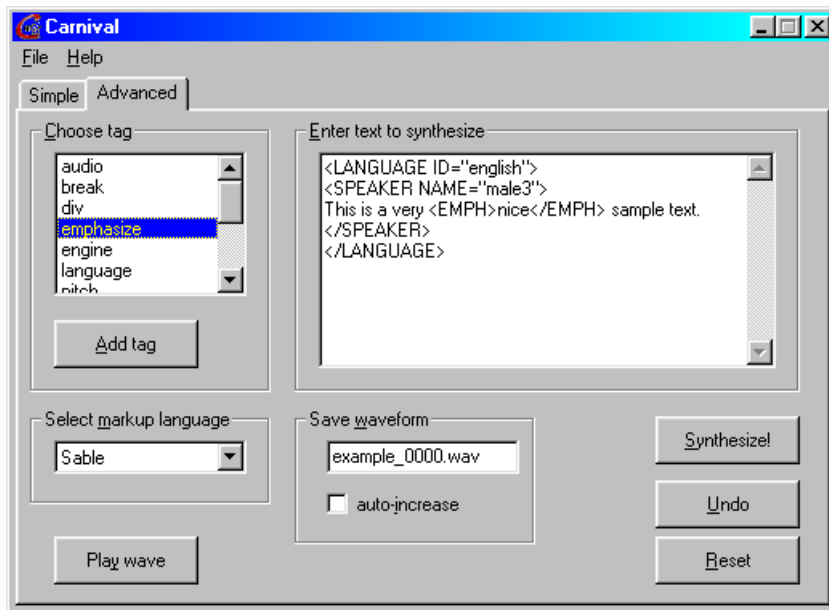 Carnival
File Help
Simple Advanced
Choose tag
audio
break
div
emphasize
engine
language
pitch
Add tag
Enter text to synthesize
<LANGUAGE ID="english">
<SPEAKER NAME="male3">
This is a very <EMPH>nice</EMPH> sample text.
</SPEAKER>
</LANGUAGE>
Select markup language
Sable
Save waveform
example_0000.wav
auto-increase
Synthesize!
Undo
Play wave
Reset